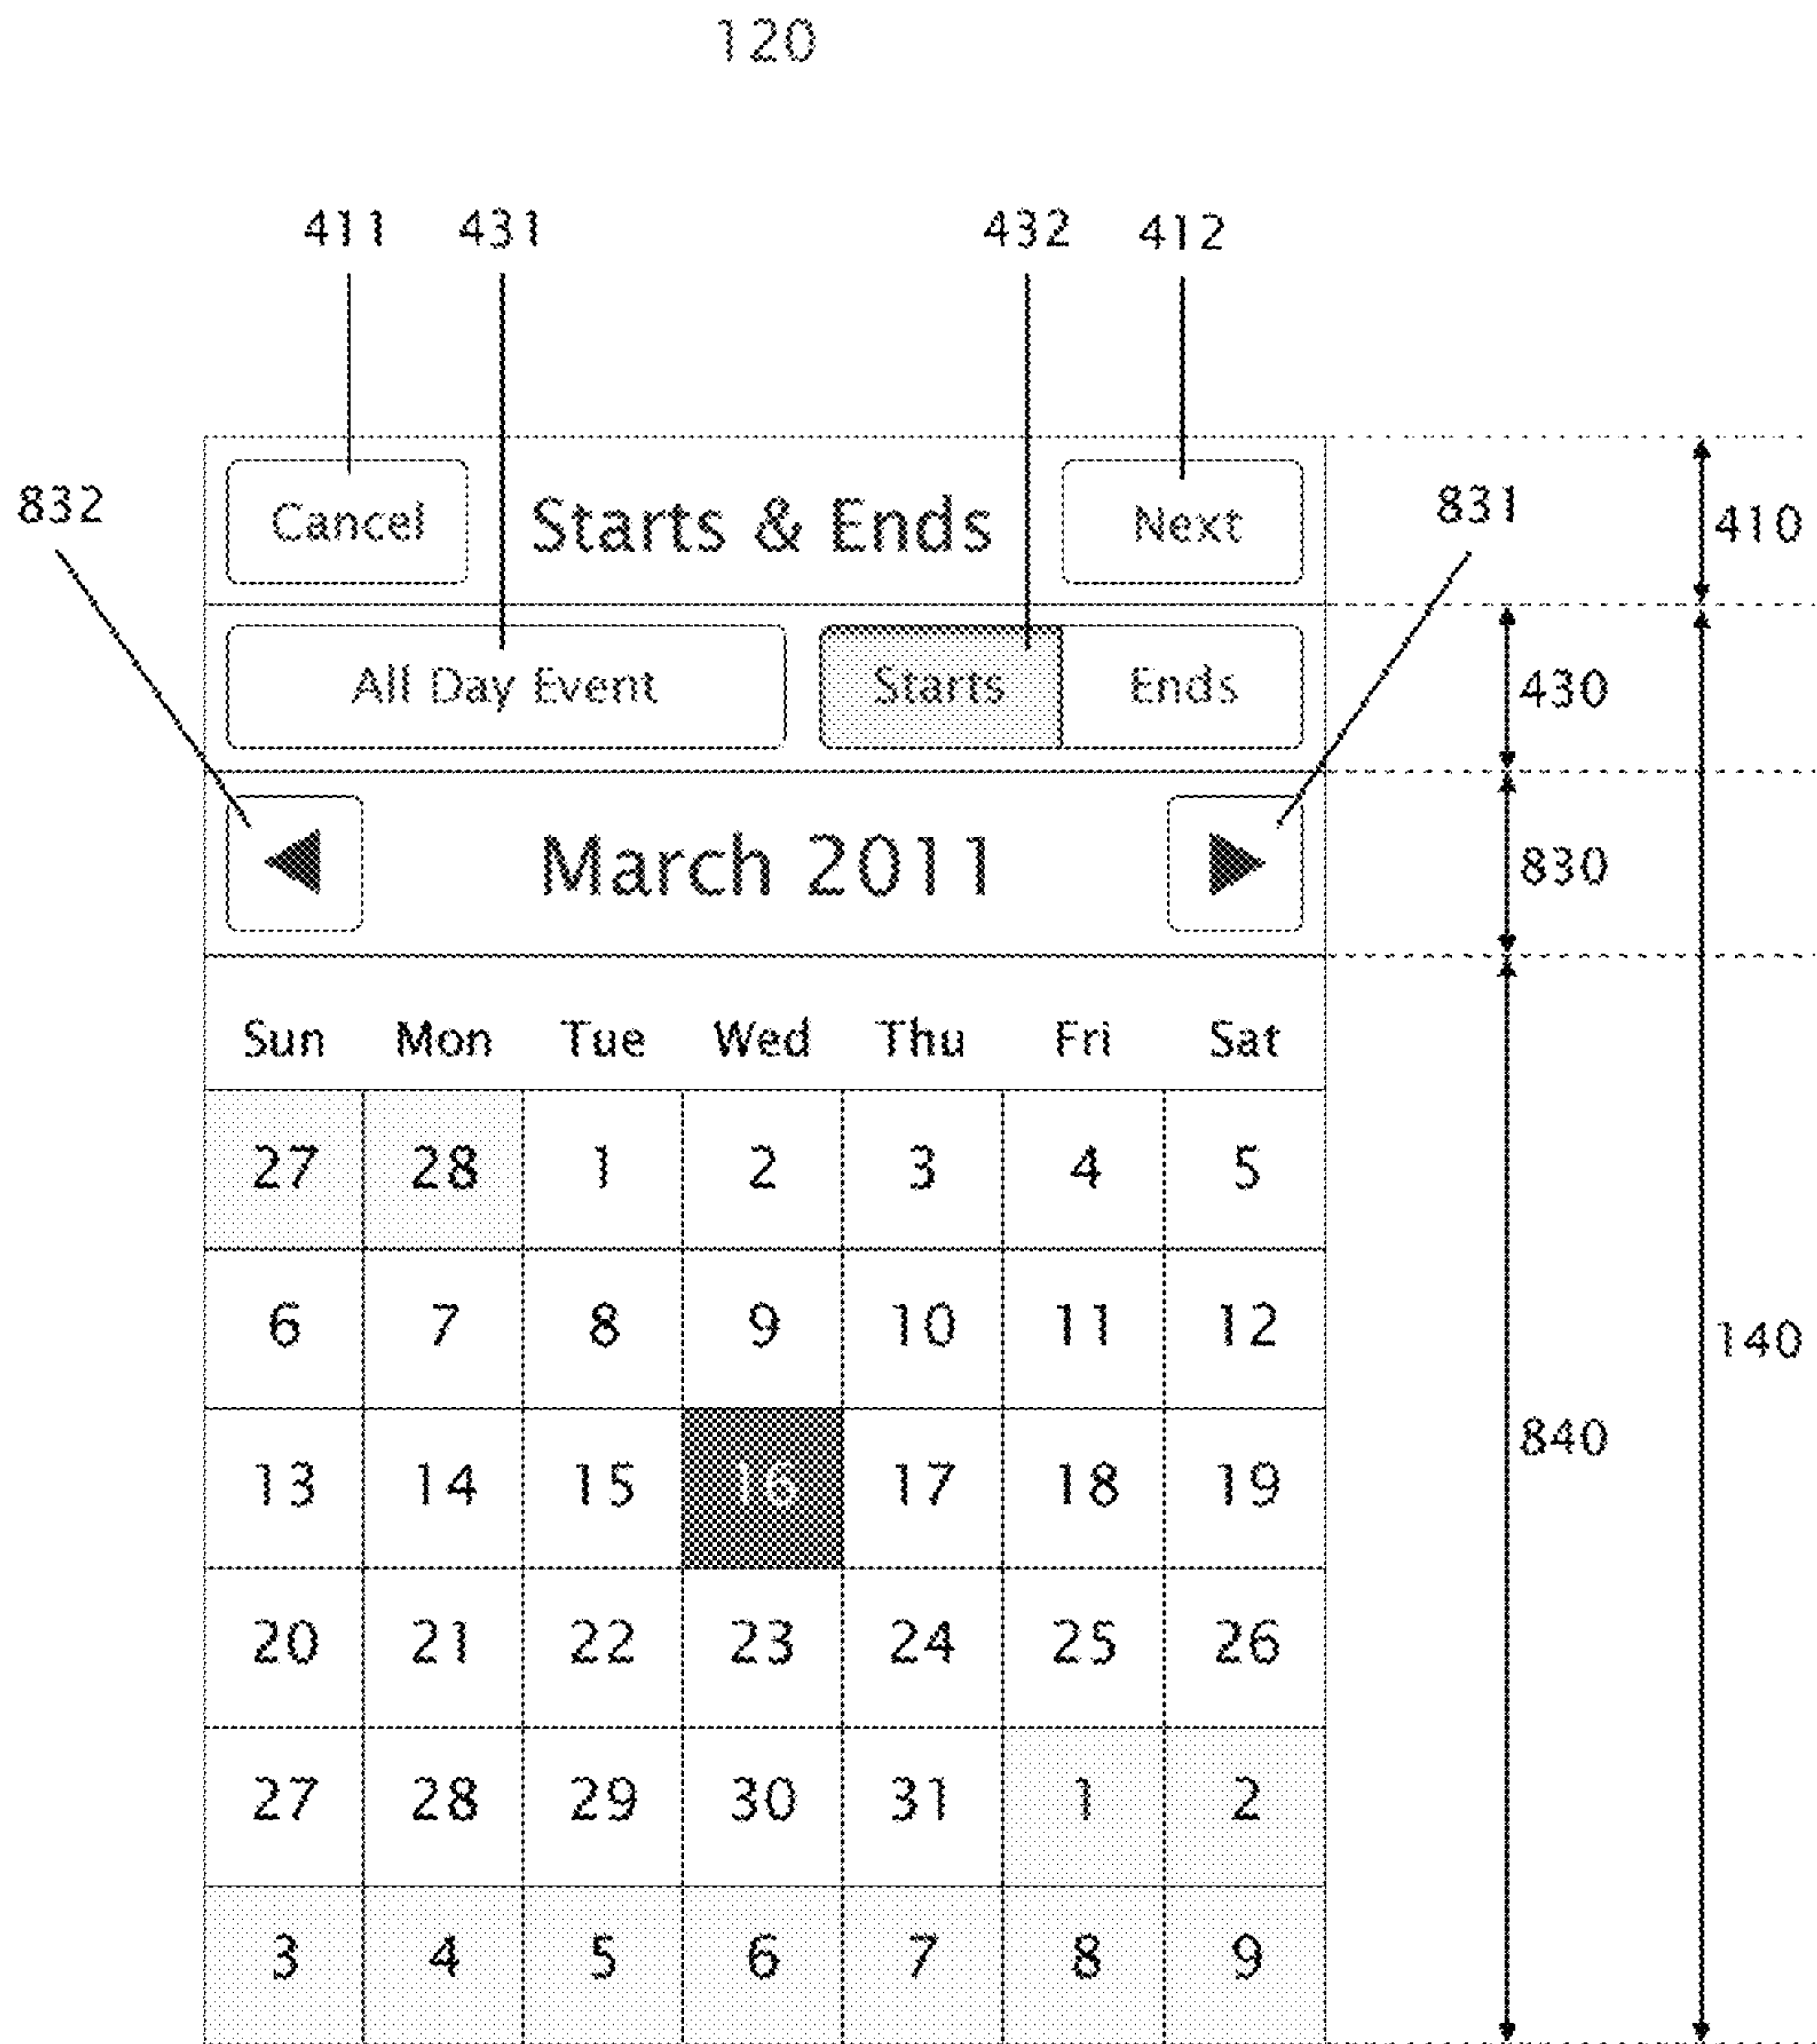 120
411 431 432 412
832 Cancel Starts & Ends Next 831 410
All Day Event Starts Ends 430
March 2011 830
Sun Mon Tue Wed Thu Fri Sat
27 28 1 2 3 4 5
6 7 8 9 10 11 12
140
13 14 15 16 17 18 19
840
20 21 22 23 24 25 26
27 28 29 30 31 1 2
3 4 5 6 7 8 9